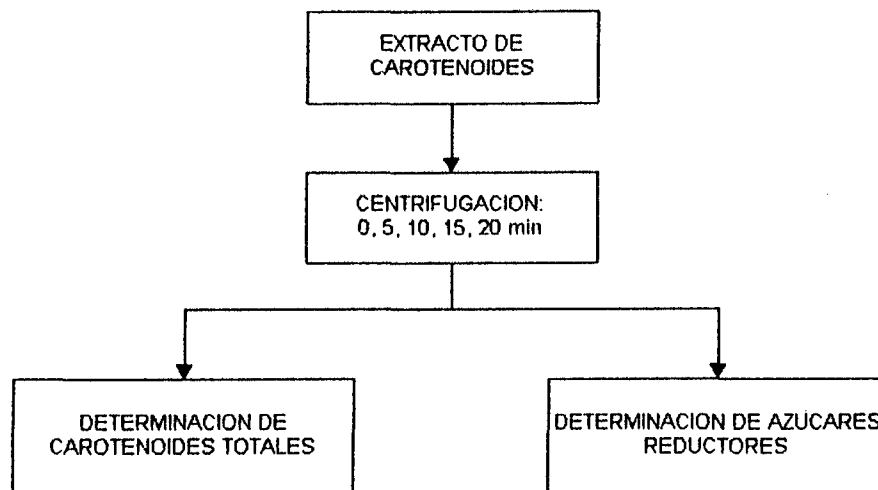 EXTRACTO DE
CAROTENOIDES
CENTRIFUGACION:
0, 5, 10, 15, 20 min
DETERMINACION DE
CAROTENOIDES TOTALES
DETERMINACION DE AZUCARES
REDUCTORES